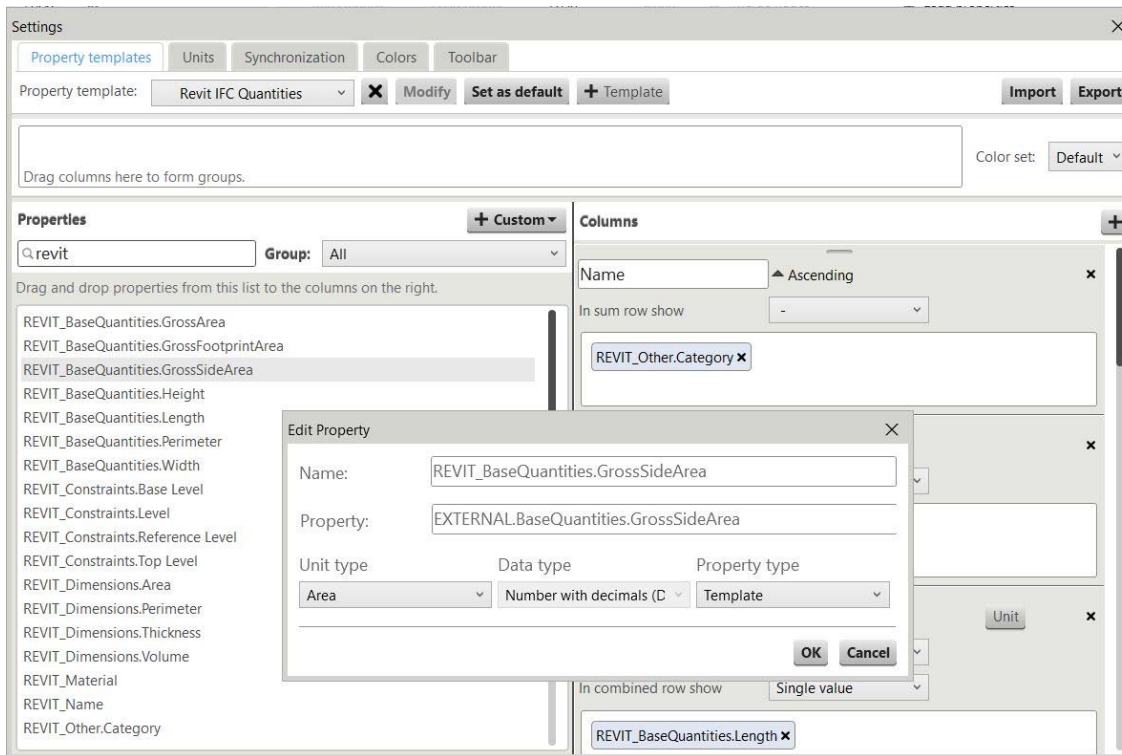 Settings
Property templates Units Synchronization Colors Toolbar
Property template: Revit IFC Quantities Modify Set as default + Template Import Export
Drag columns here to form groups.
Color set: Default
Properties + Custom Columns +
revit Group: All
Name Ascending
Drag and drop properties from this list to the columns on the right.
In sum row show -
REVIT_BaseQuantities.GrossArea
REVIT_BaseQuantities.GrossFootprintArea
REVIT_Other.Category
REVIT_BaseQuantities.GrossSideArea
REVIT_BaseQuantities.Height
REVIT_BaseQuantities.Length
REVIT_BaseQuantities.Perimeter
REVIT_BaseQuantities.Width
REVIT_Constraints.Base Level
REVIT_Constraints.Level
REVIT_Constraints.Reference Level
REVIT_Constraints.Top Level
REVIT_Dimensions.Area
REVIT_Dimensions.Perimeter
REVIT_Dimensions.Thickness
REVIT_Dimensions.Volume
REVIT_Material
REVIT_Name
REVIT_Other.Category
Edit Property
Name: REVIT_BaseQuantities.GrossSideArea
Property: EXTERNAL.BaseQuantities.GrossSideArea
Unit type Data type Property type
Area Number with decimals (D Template
OK Cancel
Unit
In combined row show Single value
REVIT_BaseQuantities.Length